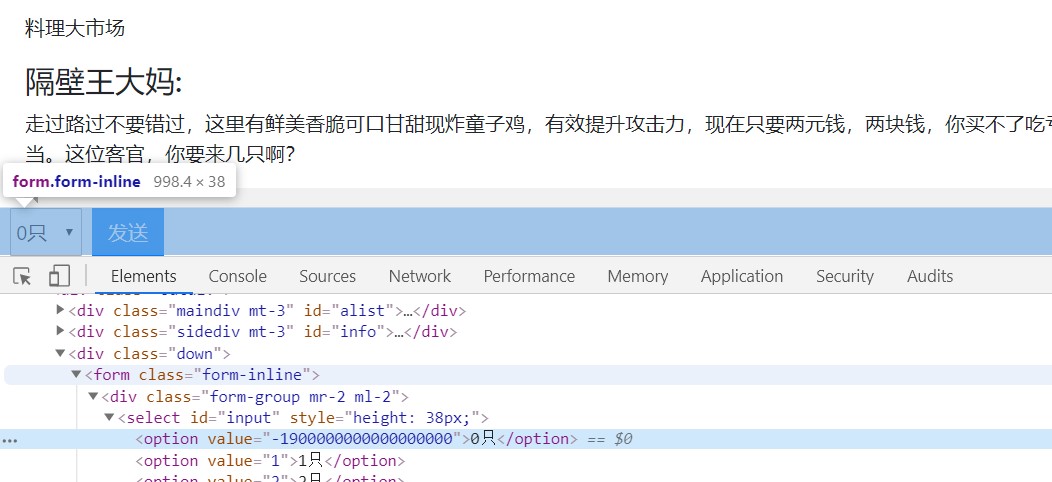 料理大市场
隔壁王大妈:
走过路过不要错过，这里有鲜美香脆可口甘甜现炸童子鸡，有效提升攻击力，现在只要两元钱，两块钱，你买不了吃亏
当。这位客官，你要来几只啊？
form.form-inline 998.4 × 38
0只 ▼ 发送
Elements Console Sources Network Performance Memory Application Security Audits
▶<div class="maindiv mt-3" id="alist">…</div>
▶<div class="sidediv mt-3" id="info">…</div>
▼<div class="down">
▼<form class="form-inline">
▼<div class="form-group mr-2 ml-2">
▼<select id="input" style="height: 38px;">
… <option value="-1900000000000000000">0只</option> == $0
<option value="1">1只</option>
<option value="2">2只</option>